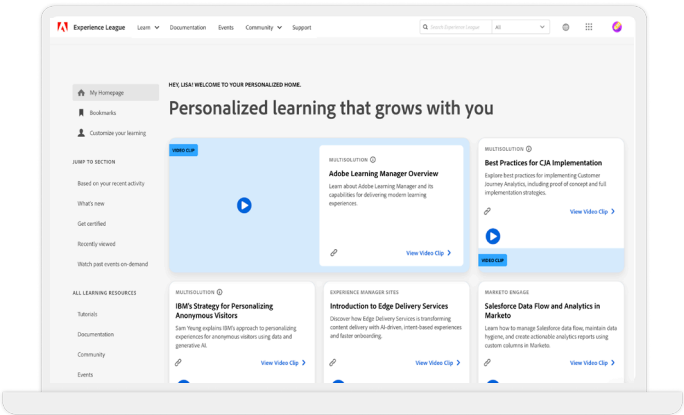 Experience League
Learn
Documentation
Events
Community
Support
Search Experience League
All
My Homepage
Bookmarks
Customize your learning
JUMP TO SECTION
Based on your recent activity
What's new
Get certified
Recently viewed
Watch past events on-demand
ALL LEARNING RESOURCES
Tutorials
Documentation
Community
Events
HEY, LISA! WELCOME TO YOUR PERSONALIZED HOME.
Personalized learning that grows with you
VIDEO CLIP
MULTISOLUTION
Adobe Learning Manager Overview
Learn about Adobe Learning Manager and its
capabilities for delivering modern learning
experiences.
View Video Clip
MULTISOLUTION
Best Practices for CJA Implementation
Explore best practices for implementing Customer
Journey Analytics, including proof of concept and full
implementation strategies.
View Video Clip
VIDEO CLIP
MULTISOLUTION
IBM's Strategy for Personalizing
Anonymous Visitors
Sam Yeung explains IBM's approach to personalizing
experiences for anonymous visitors using data and
generative AI.
View Video Clip
EXPERIENCE MANAGER SITES
Introduction to Edge Delivery Services
Discover how Edge Delivery Services is transforming
content delivery with AI-driven, intent-based experiences
and faster onboarding.
View Video Clip
MARKETO ENGAGE
Salesforce Data Flow and Analytics in
Marketo
Learn how to manage Salesforce data flow, maintain data
hygiene, and create actionable analytics reports using
custom columns in Marketo.
View Video Clip